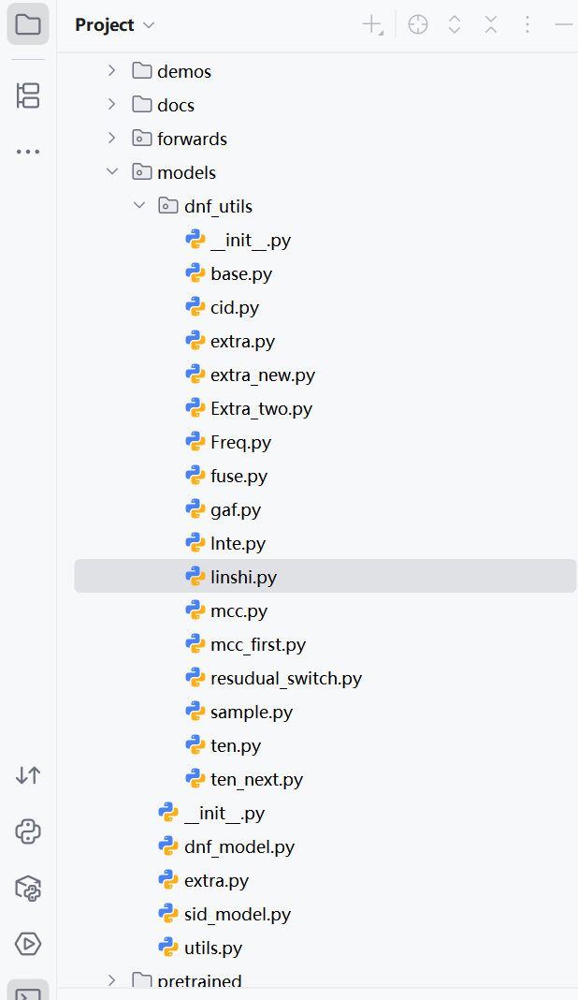 Project
demos
docs
forwards
models
dnf_utils
__init__.py
base.py
cid.py
extra.py
extra_new.py
Extra_two.py
Freq.py
fuse.py
gaf.py
Inte.py
linshi.py
mcc.py
mcc_first.py
resudual_switch.py
sample.py
ten.py
ten_next.py
__init__.py
dnf_model.py
extra.py
sid_model.py
utils.py
pretrained